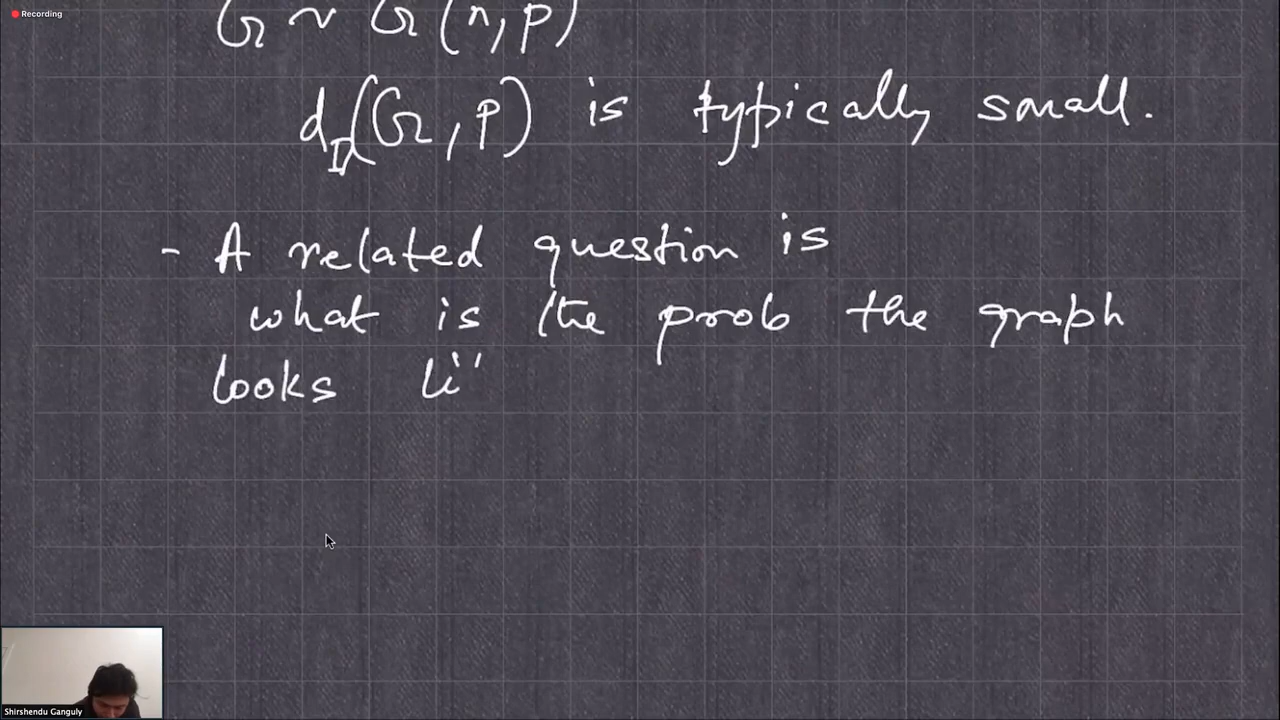 Recording
G ~ G(n, p)
d_□(G, p) is typically small.
- A related question is
what is the prob the graph
looks li
Shirshendu Ganguly